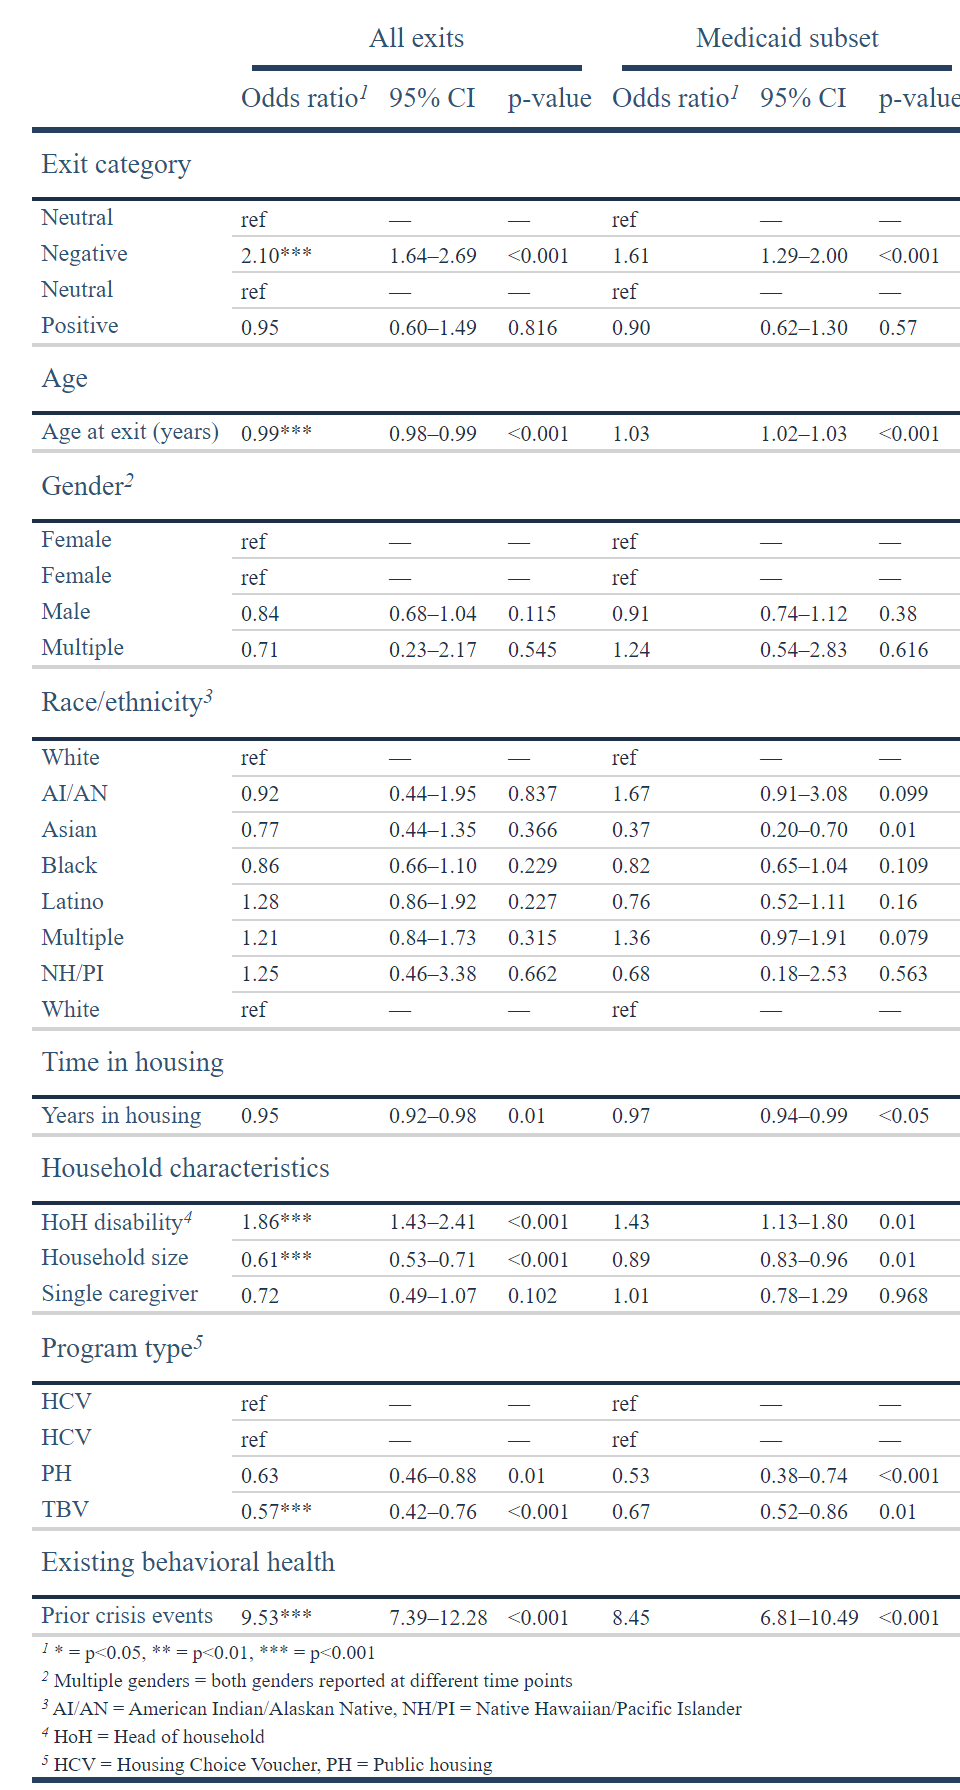 All exits Medicaid subset
Odds ratio1 95% CI p-value Odds ratio1 95% CI p-value
Exit category
Neutral ref — — ref — —
Negative 2.10*** 1.64–2.69 <0.001 1.61 1.29–2.00 <0.001
Neutral ref — — ref — —
Positive 0.95 0.60–1.49 0.816 0.90 0.62–1.30 0.57
Age
Age at exit (years) 0.99*** 0.98–0.99 <0.001 1.03 1.02–1.03 <0.001
Gender2
Female ref — — ref — —
Female ref — — ref — —
Male 0.84 0.68–1.04 0.115 0.91 0.74–1.12 0.38
Multiple 0.71 0.23–2.17 0.545 1.24 0.54–2.83 0.616
Race/ethnicity3
White ref — — ref — —
AI/AN 0.92 0.44–1.95 0.837 1.67 0.91–3.08 0.099
Asian 0.77 0.44–1.35 0.366 0.37 0.20–0.70 0.01
Black 0.86 0.66–1.10 0.229 0.82 0.65–1.04 0.109
Latino 1.28 0.86–1.92 0.227 0.76 0.52–1.11 0.16
Multiple 1.21 0.84–1.73 0.315 1.36 0.97–1.91 0.079
NH/PI 1.25 0.46–3.38 0.662 0.68 0.18–2.53 0.563
White ref — — ref — —
Time in housing
Years in housing 0.95 0.92–0.98 0.01 0.97 0.94–0.99 <0.05
Household characteristics
HoH disability4 1.86*** 1.43–2.41 <0.001 1.43 1.13–1.80 0.01
Household size 0.61*** 0.53–0.71 <0.001 0.89 0.83–0.96 0.01
Single caregiver 0.72 0.49–1.07 0.102 1.01 0.78–1.29 0.968
Program type5
HCV ref — — ref — —
HCV ref — — ref — —
PH 0.63 0.46–0.88 0.01 0.53 0.38–0.74 <0.001
TBV 0.57*** 0.42–0.76 <0.001 0.67 0.52–0.86 0.01
Existing behavioral health
Prior crisis events 9.53*** 7.39–12.28 <0.001 8.45 6.81–10.49 <0.001
1 * = p<0.05, ** = p<0.01, *** = p<0.001
2 Multiple genders = both genders reported at different time points
3 AI/AN = American Indian/Alaskan Native, NH/PI = Native Hawaiian/Pacific Islander
4 HoH = Head of household
5 HCV = Housing Choice Voucher, PH = Public housing